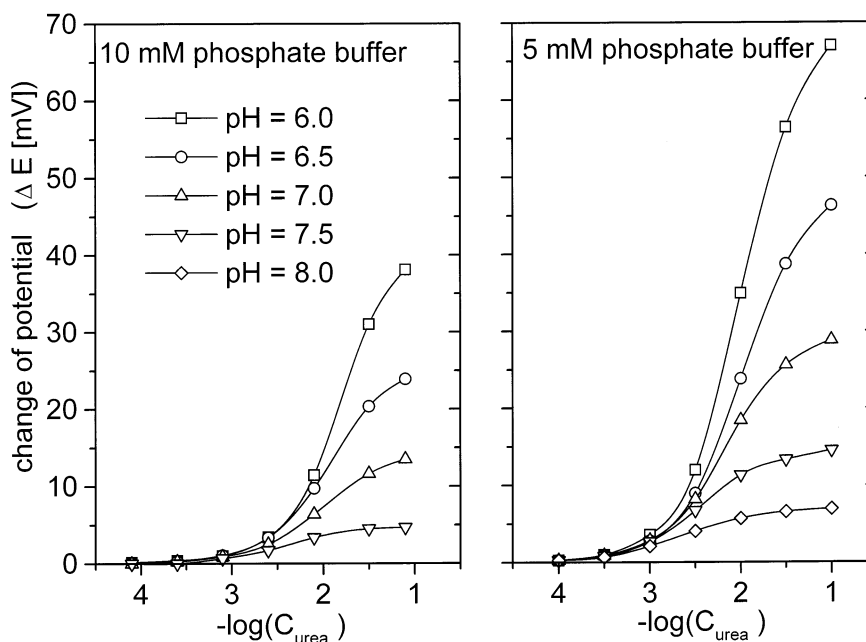 change of potential (Δ E [mV])
70
60
50
40
30
20
10
0
10 mM phosphate buffer
pH = 6.0
pH = 6.5
pH = 7.0
pH = 7.5
pH = 8.0
4 3 2 1
-log(C_urea)
5 mM phosphate buffer
4 3 2 1
-log(C_urea)